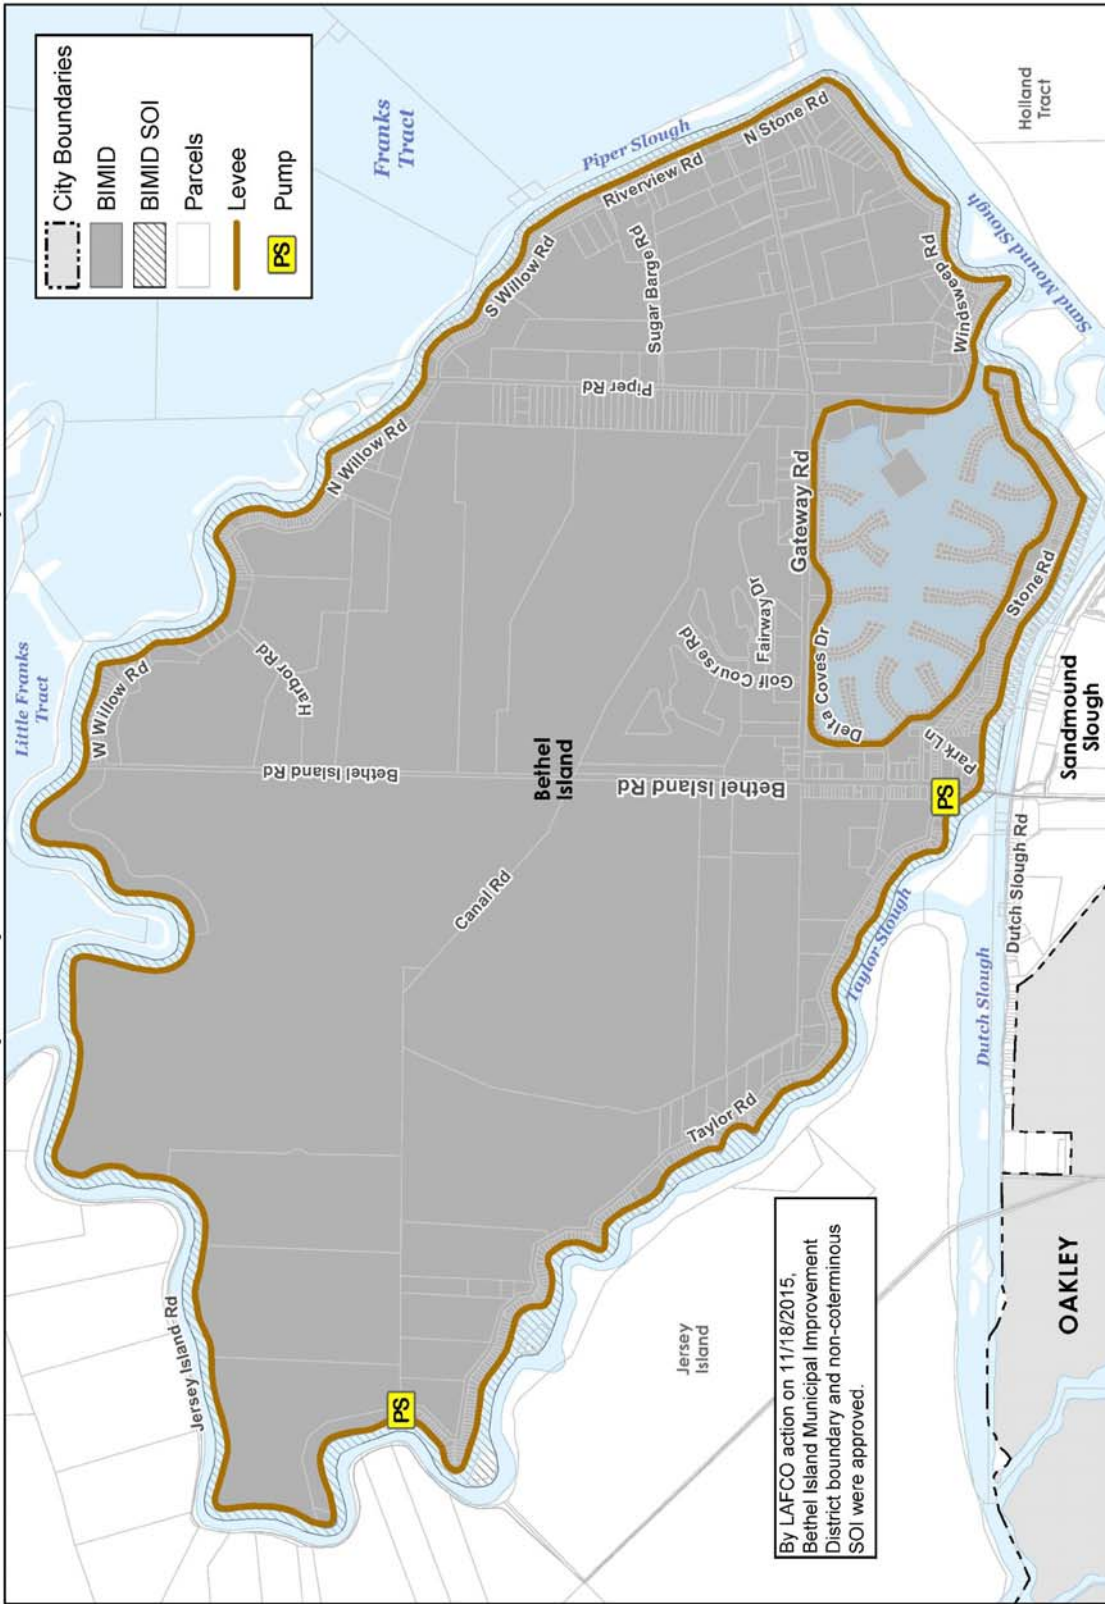 City Boundaries
BIMID
BIMID SOI
Parcels
Levee
PS Pump
Little Franks
Tract
Franks
Tract
Piper Slough
Holland
Tract
Sand Mound Slough
W Willow Rd
Harbor Rd
N Willow Rd
S Willow Rd
Riverview Rd
N Stone Rd
Sugar Barge Rd
Piper Rd
Windsweep Rd
Jersey Island Rd
Bethel Island Rd
Bethel
Island
Bethel Island Rd
Canal Rd
Golf Course Rd
Fairway Dr
Gateway Rd
Delta Coves Dr
Stone Rd
Park Ln
PS
PS
Taylor Rd
Taylor Slough
Dutch Slough
Dutch Slough Rd
Sandmound
Slough
Jersey
Island
OAKLEY
By LAFCO action on 11/18/2015,
Bethel Island Municipal Improvement
District boundary and non-coterminous
SOI were approved.